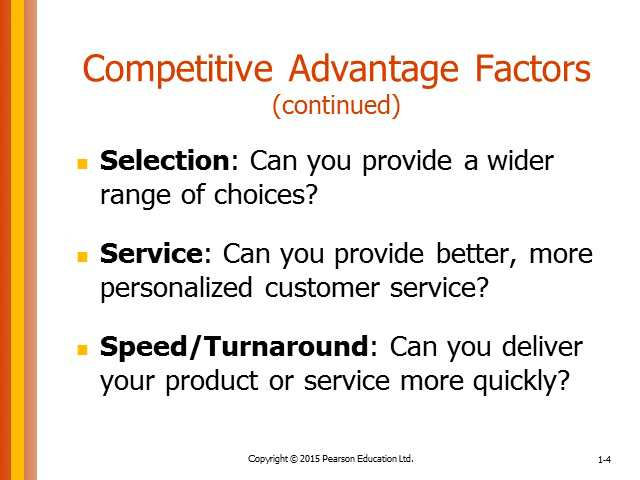 Competitive Advantage Factors
(continued)
Selection: Can you provide a wider
range of choices?
Service: Can you provide better, more
personalized customer service?
Speed/Turnaround: Can you deliver
your product or service more quickly?
Copyright © 2015 Pearson Education Ltd.
1-4